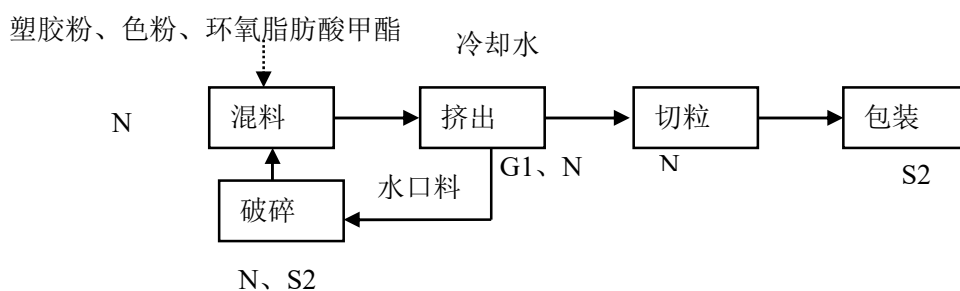 塑胶粉、色粉、环氧脂肪酸甲酯
冷却水
N
混料
挤出
切粒
包装
G1、N
N
S2
水口料
破碎
N、S2